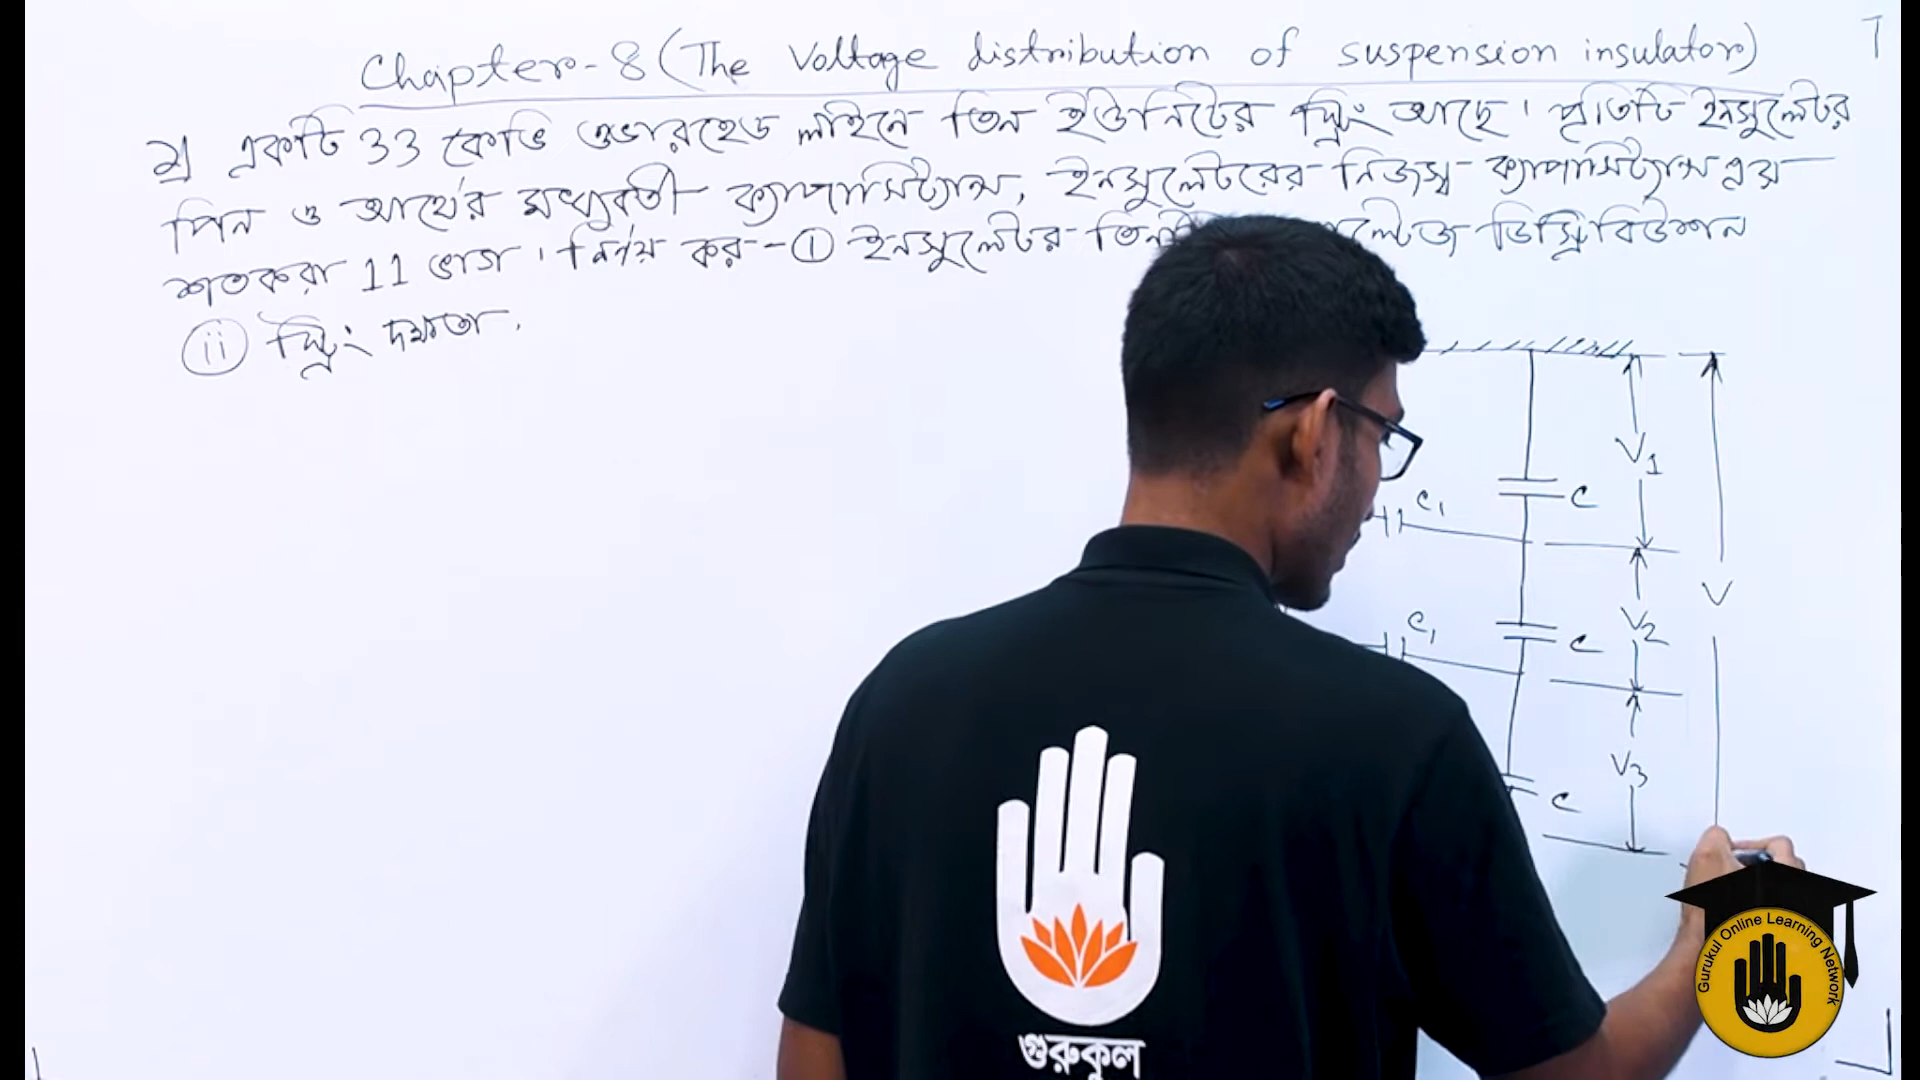 Chapter-8 (The Voltage distribution of suspension insulator)
১) একটি 33 কেভি ওভারহেড লাইনে তিন ইউনিটের স্ট্রিং আছে। প্রতিটি ইনসুলেটর
পিন ও আর্থের মধ্যবর্তী ক্যাপাসিট্যান্স, ইনসুলেটরের নিজস্ব ক্যাপাসিট্যান্স এর
শতকরা 11 ভাগ। নির্ণয় কর- (i) ইনসুলেটর ডিস্ট্রিবিউশন
(ii) স্ট্রিং দক্ষতা.
V1
C1 C
V2 V
C1 C
V3
C
গুরুকুল
Gurukul Online Learning Network